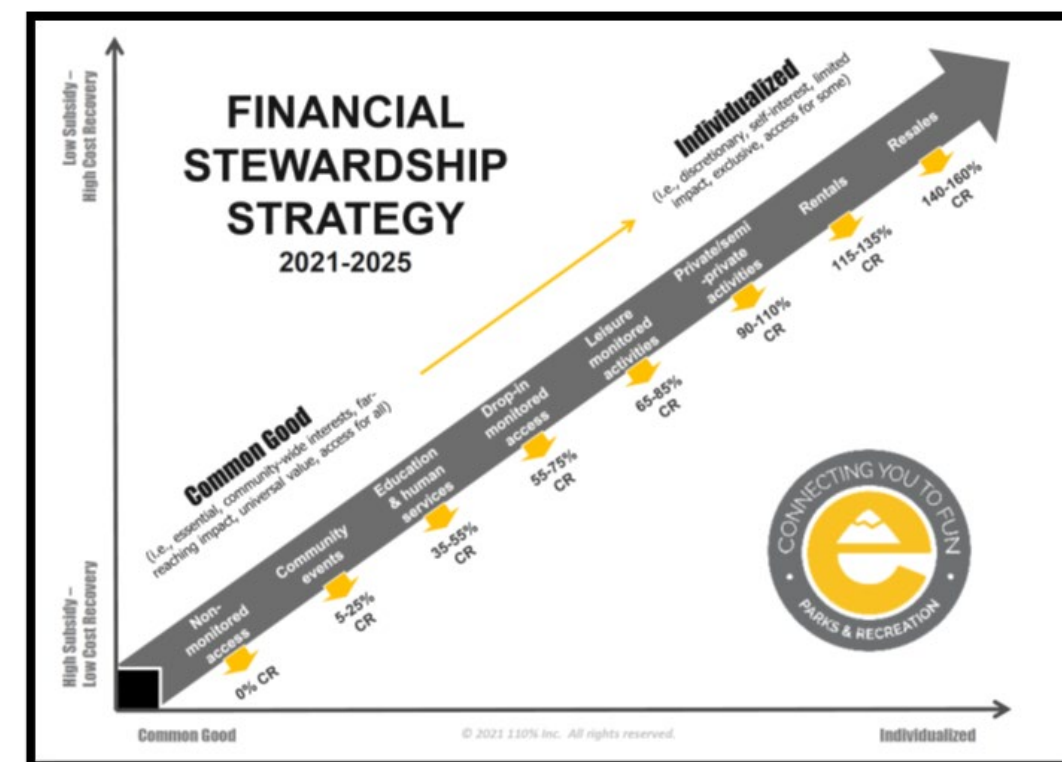 FINANCIAL
STEWARDSHIP
STRATEGY
2021-2025
Low Subsidy –
High Cost Recovery
High Subsidy –
Low Cost Recovery
Common Good
(i.e., essential, community-wide interests, far-
reaching impact, universal value, access for all)
Individualized
(i.e., discretionary, self-interest, limited
impact, exclusive, access for some)
Non-
monitored
access
0% CR
Community
events
5-25%
CR
Education
& human
services
35-55%
CR
Drop-in
monitored
access
55-75%
CR
Leisure
monitored
activities
65-85%
CR
Private/semi
-private
activities
90-110%
CR
Rentals
115-135%
CR
Resales
140-160%
CR
CONNECTING YOU TO FUN
e
• PARKS & RECREATION •
Common Good
© 2021 110% Inc. All rights reserved.
Individualized